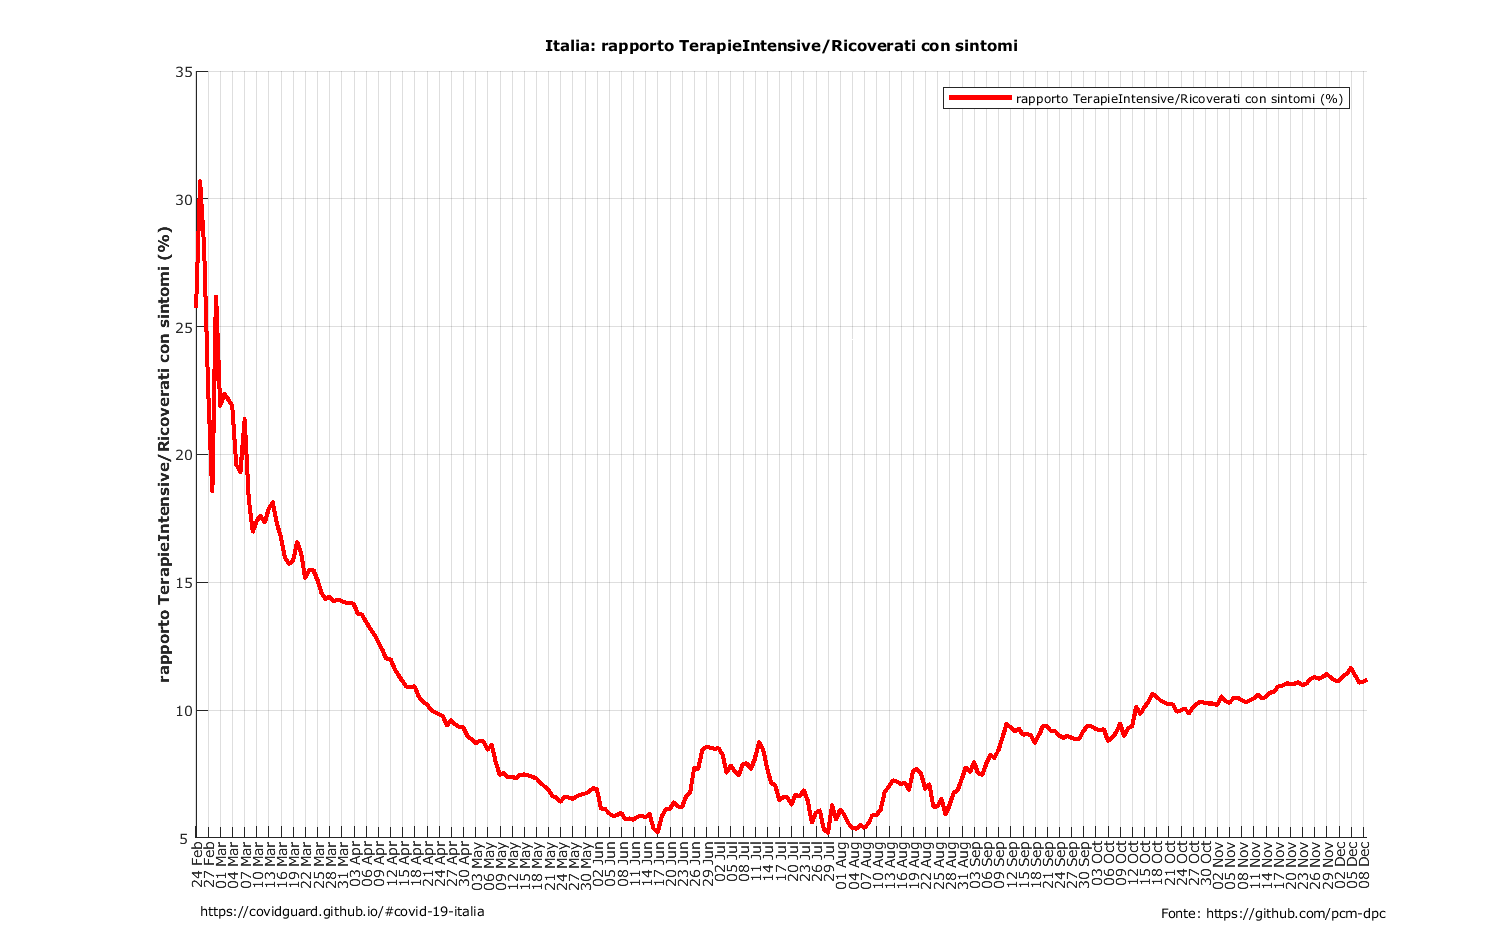 Italia: rapporto TerapieIntensive/Ricoverati con sintomi
rapporto TerapieIntensive/Ricoverati con sintomi (%)
rapporto TerapieIntensive/Ricoverati con sintomi (%)
35
30
25
20
15
10
5
24 Feb
27 Feb
01 Mar
04 Mar
07 Mar
10 Mar
13 Mar
16 Mar
19 Mar
22 Mar
25 Mar
28 Mar
31 Mar
03 Apr
06 Apr
09 Apr
12 Apr
15 Apr
18 Apr
21 Apr
24 Apr
27 Apr
30 Apr
03 May
06 May
09 May
12 May
15 May
18 May
21 May
24 May
27 May
30 May
02 Jun
05 Jun
08 Jun
11 Jun
14 Jun
17 Jun
20 Jun
23 Jun
26 Jun
29 Jun
02 Jul
05 Jul
08 Jul
11 Jul
14 Jul
17 Jul
20 Jul
23 Jul
26 Jul
29 Jul
01 Aug
04 Aug
07 Aug
10 Aug
13 Aug
16 Aug
19 Aug
22 Aug
25 Aug
28 Aug
31 Aug
03 Sep
06 Sep
09 Sep
12 Sep
15 Sep
18 Sep
21 Sep
24 Sep
27 Sep
30 Sep
03 Oct
06 Oct
09 Oct
12 Oct
15 Oct
18 Oct
21 Oct
24 Oct
27 Oct
30 Oct
02 Nov
05 Nov
08 Nov
11 Nov
14 Nov
17 Nov
20 Nov
23 Nov
26 Nov
29 Nov
02 Dec
05 Dec
08 Dec
https://covidguard.github.io/#covid-19-italia
Fonte: https://github.com/pcm-dpc